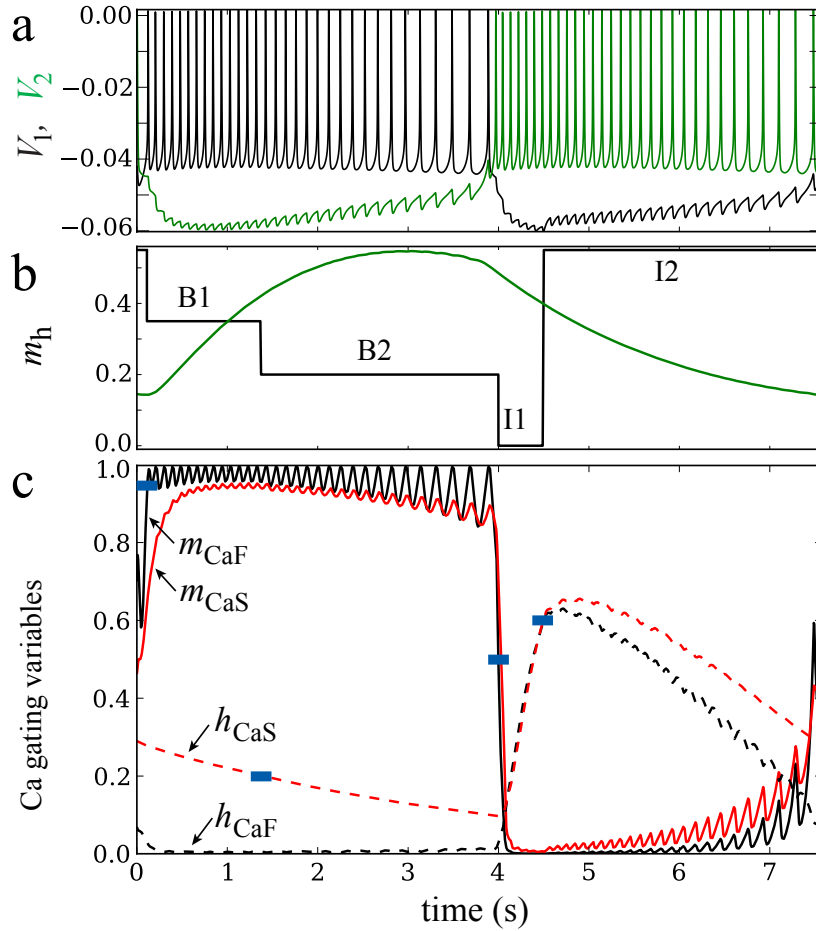 a
0.00
−0.02
−0.04
−0.06
V1, V2
b
0.4
0.2
0.0
mh
B1
B2
I1
I2
c
1.0
0.8
0.6
0.4
0.2
0.0
Ca gating variables
mCaF
mCaS
hCaS
hCaF
0 1 2 3 4 5 6 7
time (s)